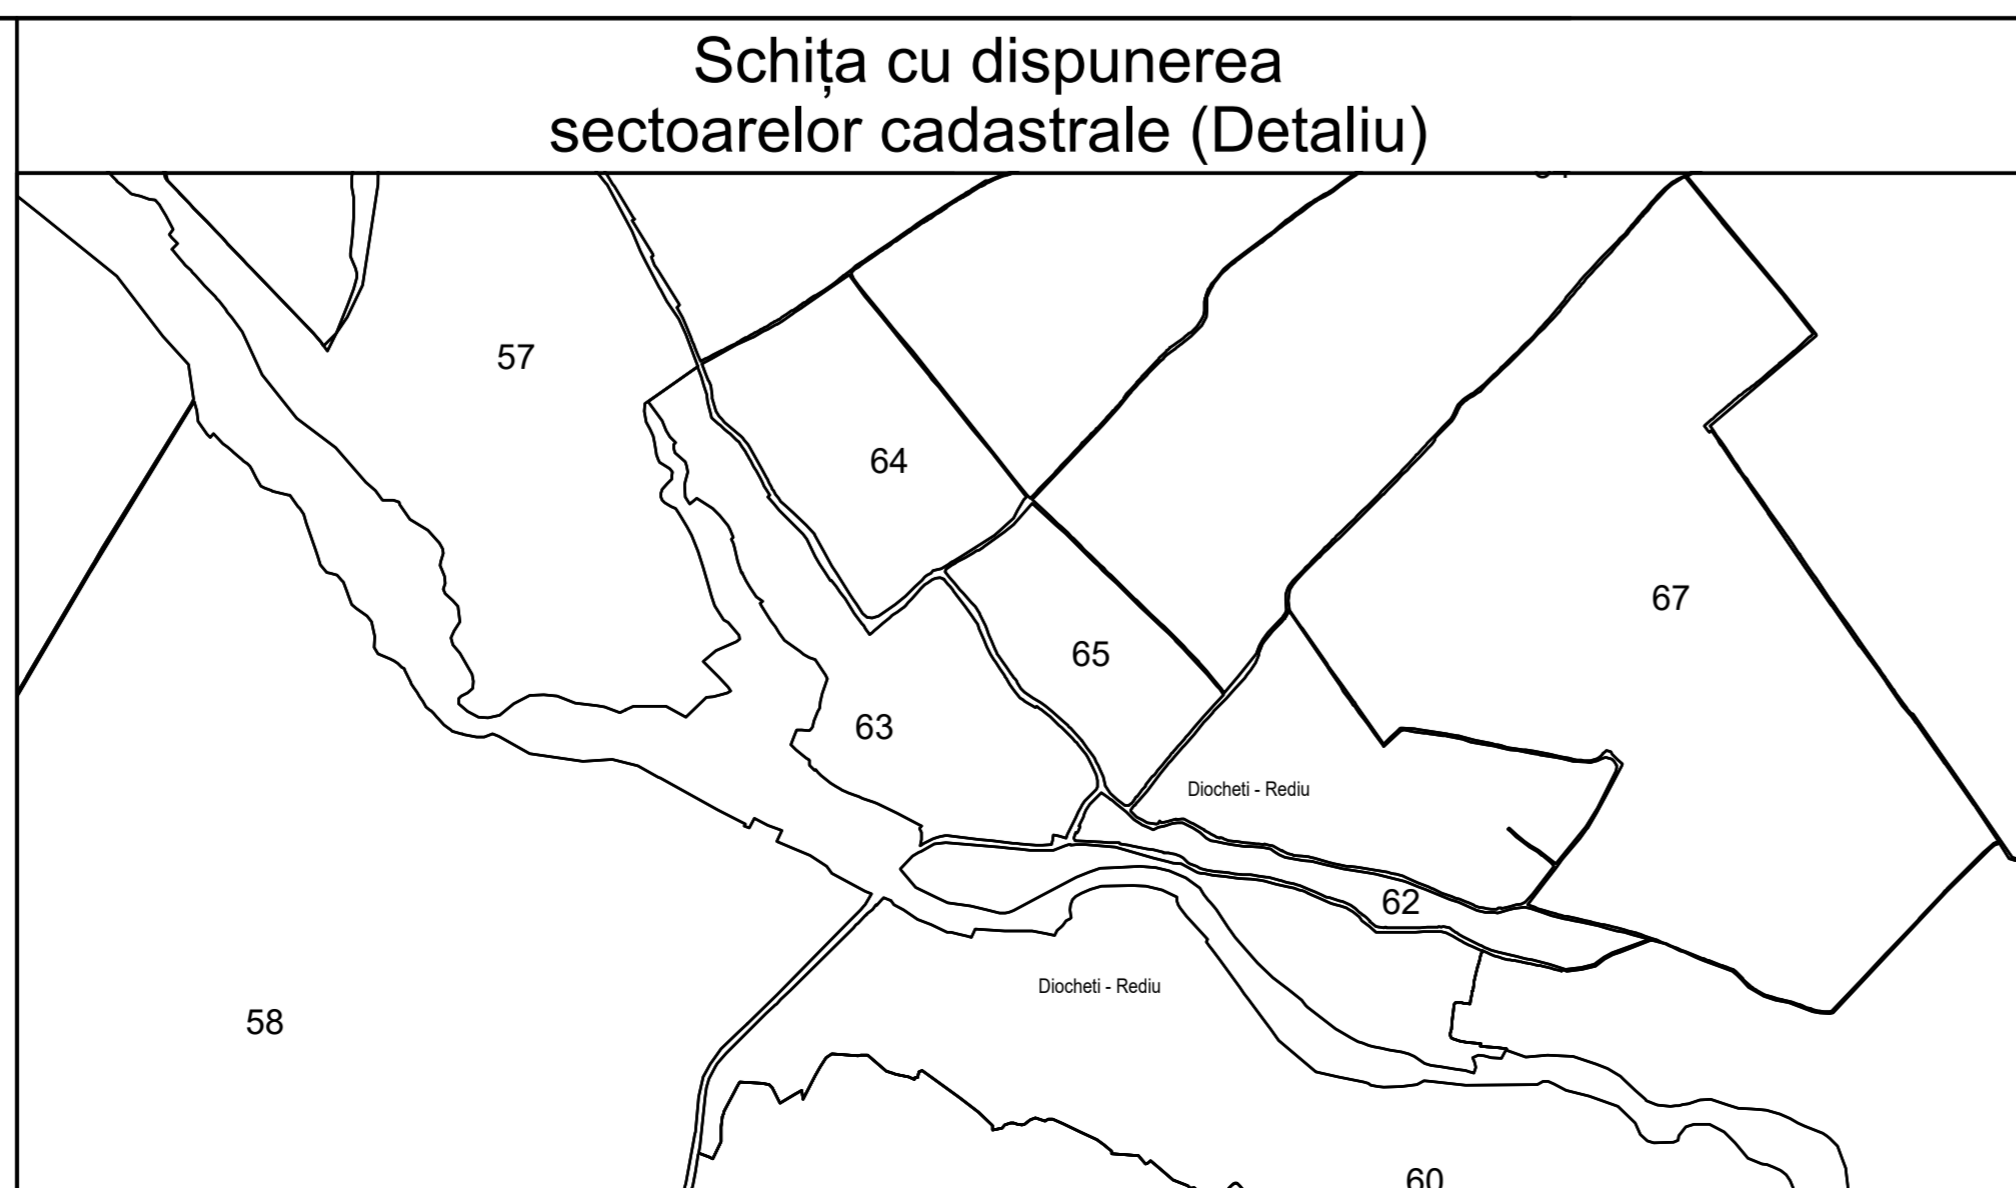 Schița cu dispunerea
sectoarelor cadastrale (Detaliu)
57
64
67
65
63
Diocheti - Rediu
62
Diocheti - Rediu
58
60